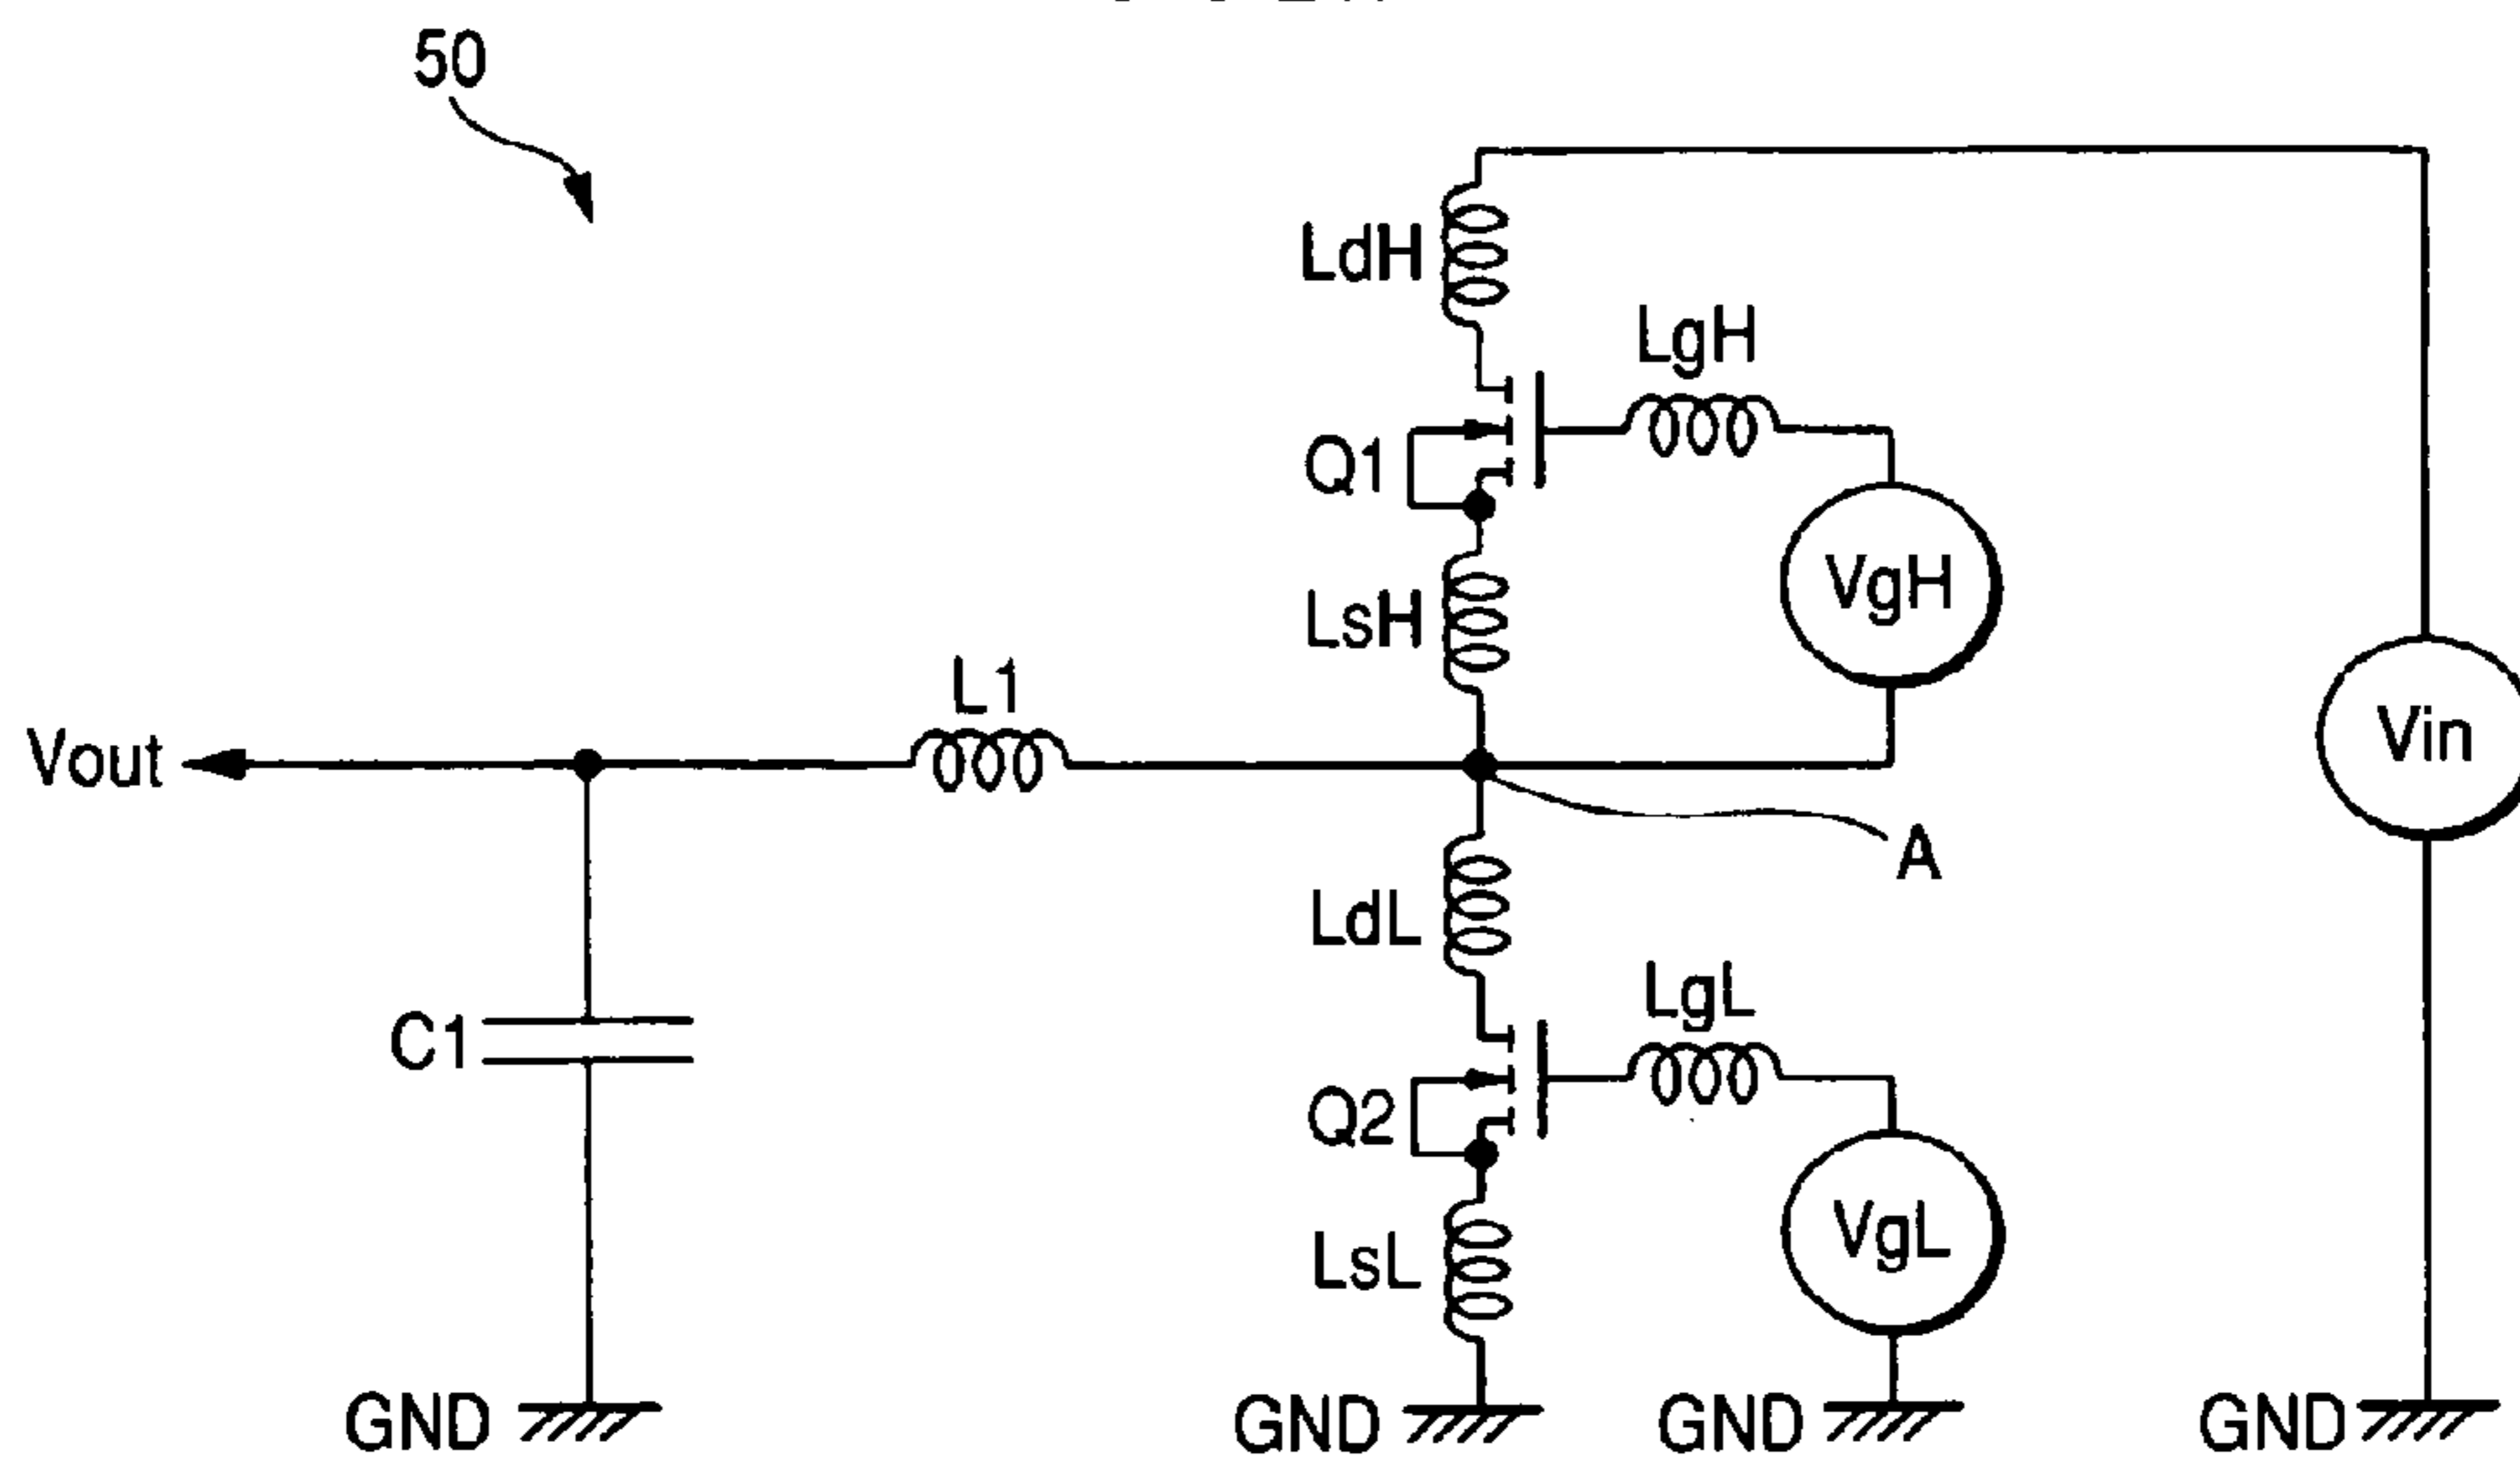 50
LdH
LgH
Q1
VgH
LsH
L1
Vin
Vout
A
LdL
LgL
C1
Q2
VgL
LsL
GND
GND
GND
GND